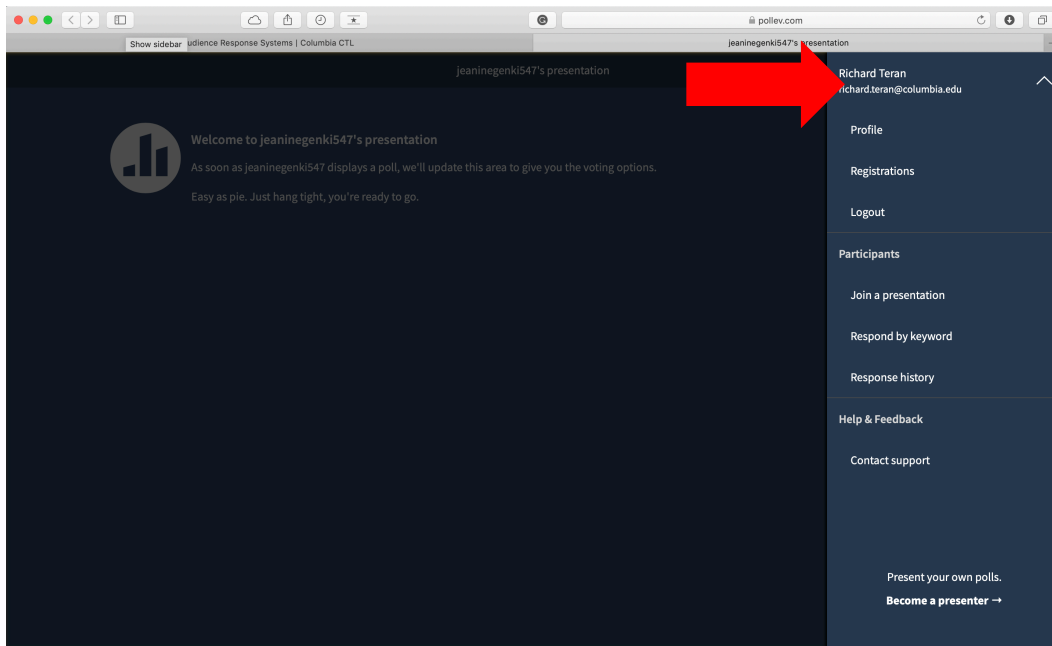 pollev.com
Show sidebar
udience Response Systems | Columbia CTL
jeaninegenki547's presentation
jeaninegenki547's presentation
Welcome to jeaninegenki547's presentation
As soon as jeaninegenki547 displays a poll, we'll update this area to give you the voting options.
Easy as pie. Just hang tight, you're ready to go.
Richard Teran
richard.teran@columbia.edu
Profile
Registrations
Logout
Participants
Join a presentation
Respond by keyword
Response history
Help & Feedback
Contact support
Present your own polls.
Become a presenter →